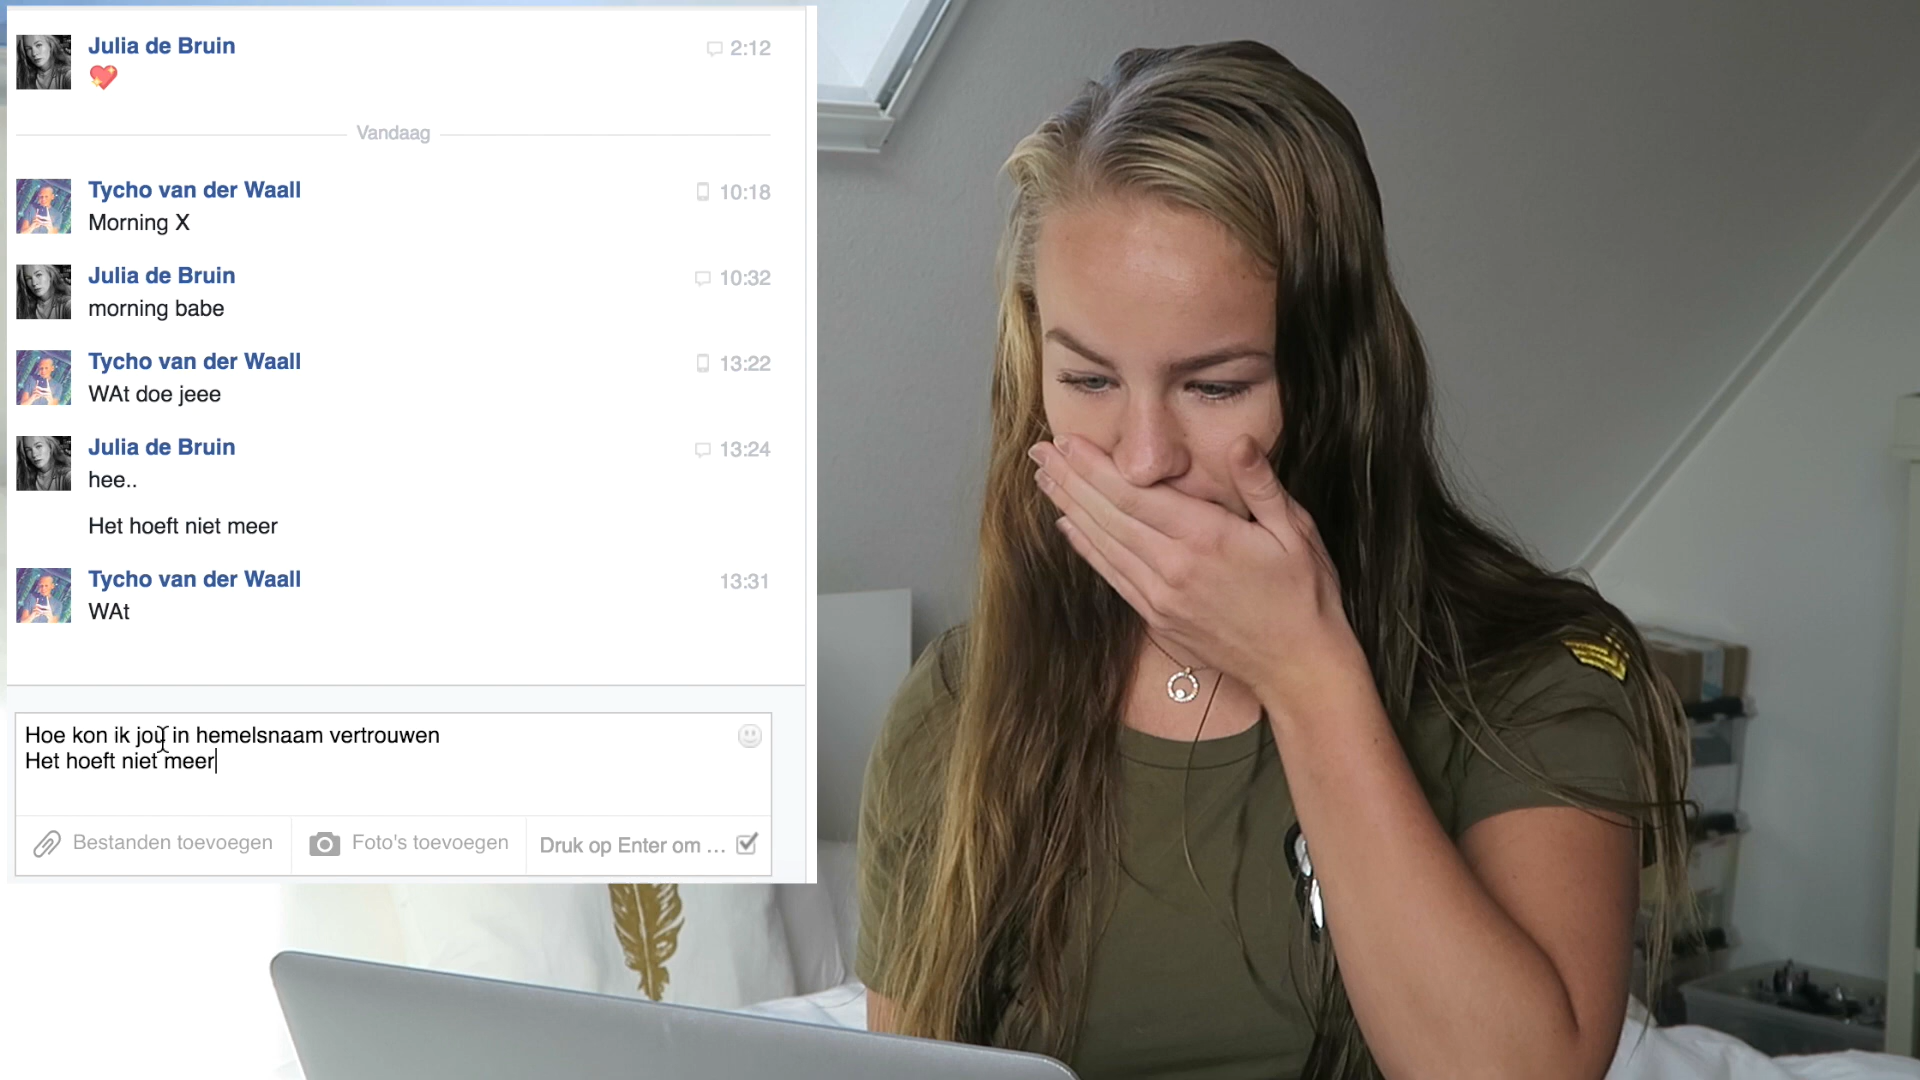 Julia de Bruin 2:12
Vandaag
Tycho van der Waall 10:18
Morning X
Julia de Bruin 10:32
morning babe
Tycho van der Waall 13:22
WAt doe jeee
Julia de Bruin 13:24
hee..
Het hoeft niet meer
Tycho van der Waall 13:31
WAt
Hoe kon ik jou in hemelsnaam vertrouwen
Het hoeft niet meer
Bestanden toevoegen Foto's toevoegen Druk op Enter om ...